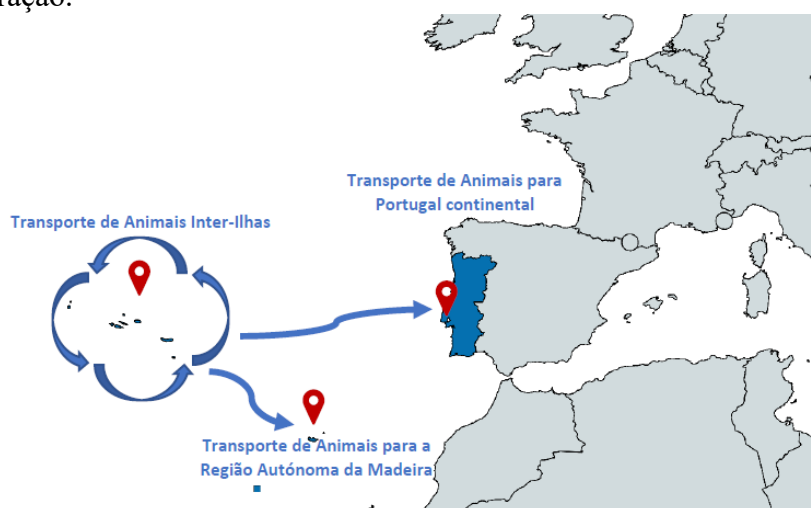 ração.
Transporte de Animais para
Portugal continental
Transporte de Animais Inter-Ilhas
Transporte de Animais para a
Região Autónoma da Madeira